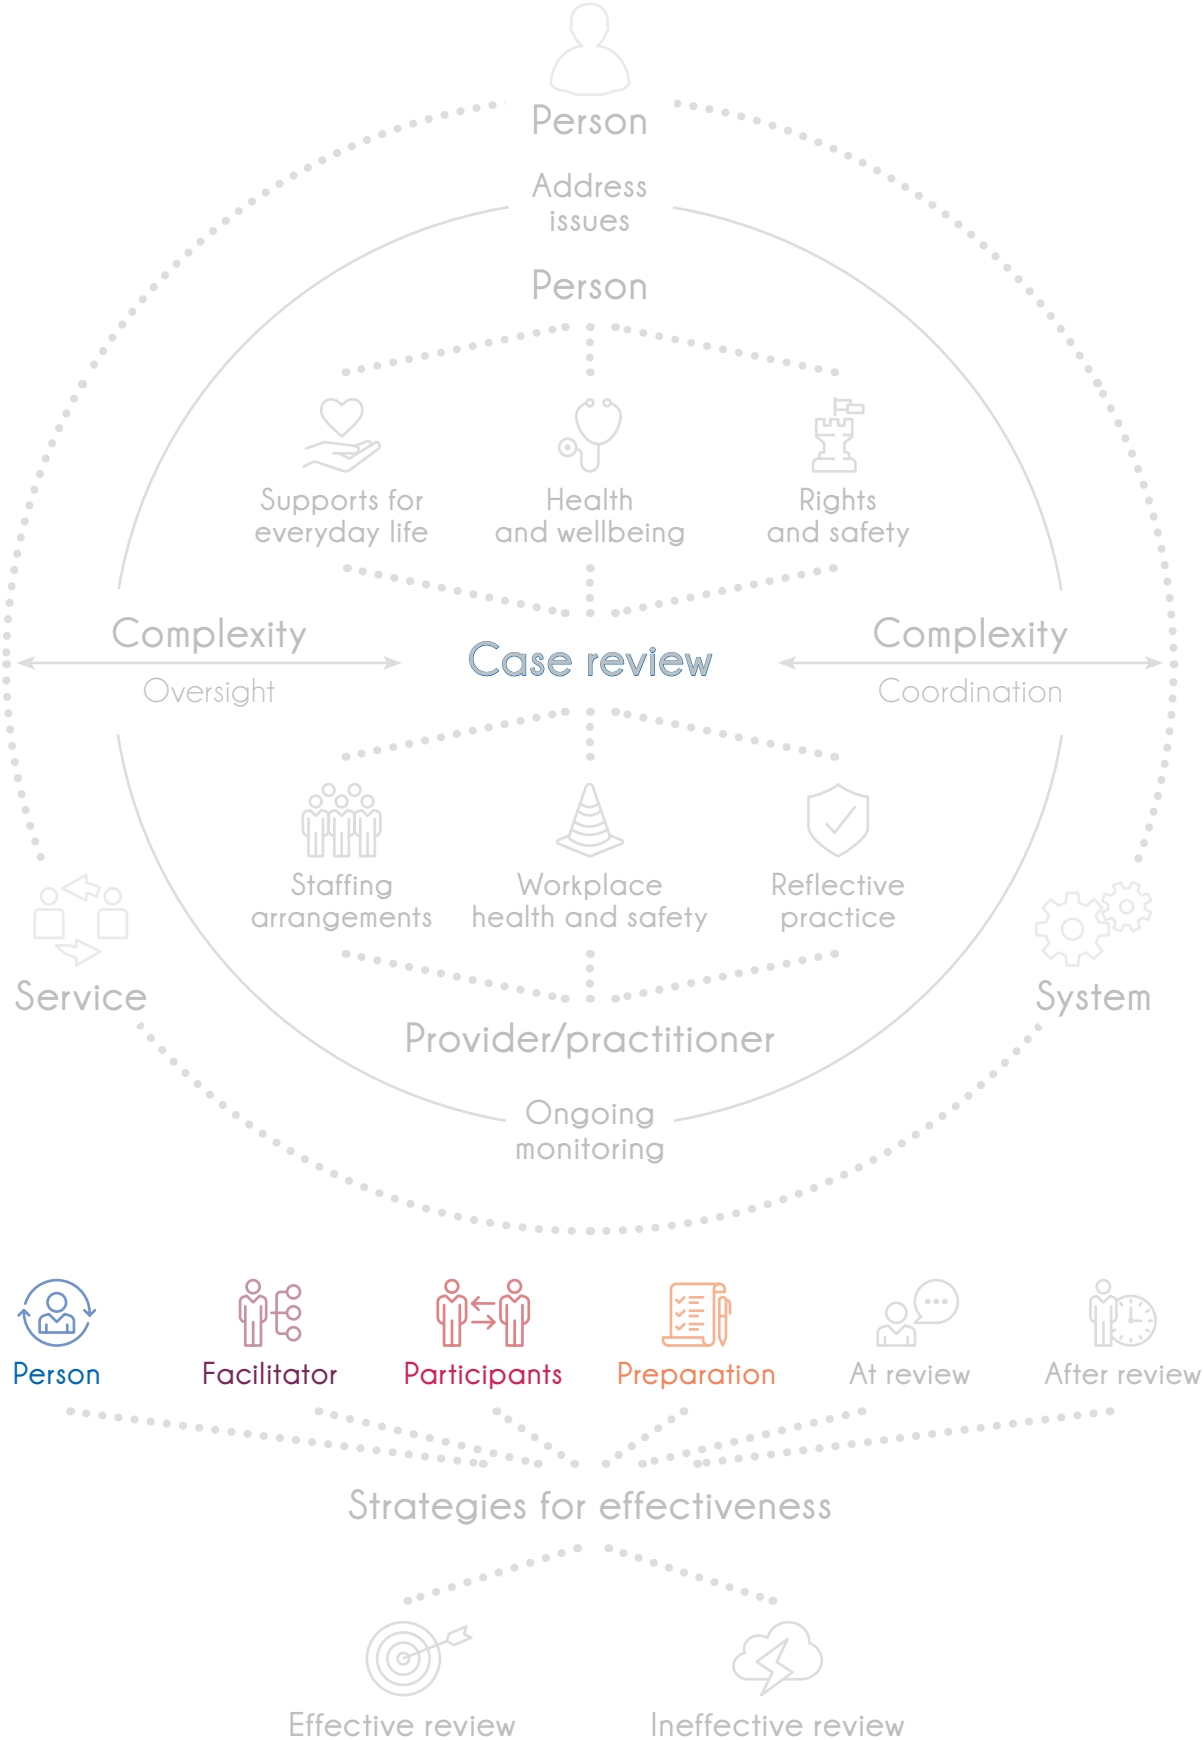 Person
Address
issues
Person
Supports for
everyday life
Health
and wellbeing
Rights
and safety
Complexity
Oversight
Case review
Complexity
Coordination
Staffing
arrangements
Workplace
health and safety
Reflective
practice
Service
System
Provider/practitioner
Ongoing
monitoring
Person
Facilitator
Participants
Preparation
At review
After review
Strategies for effectiveness
Effective review
Ineffective review